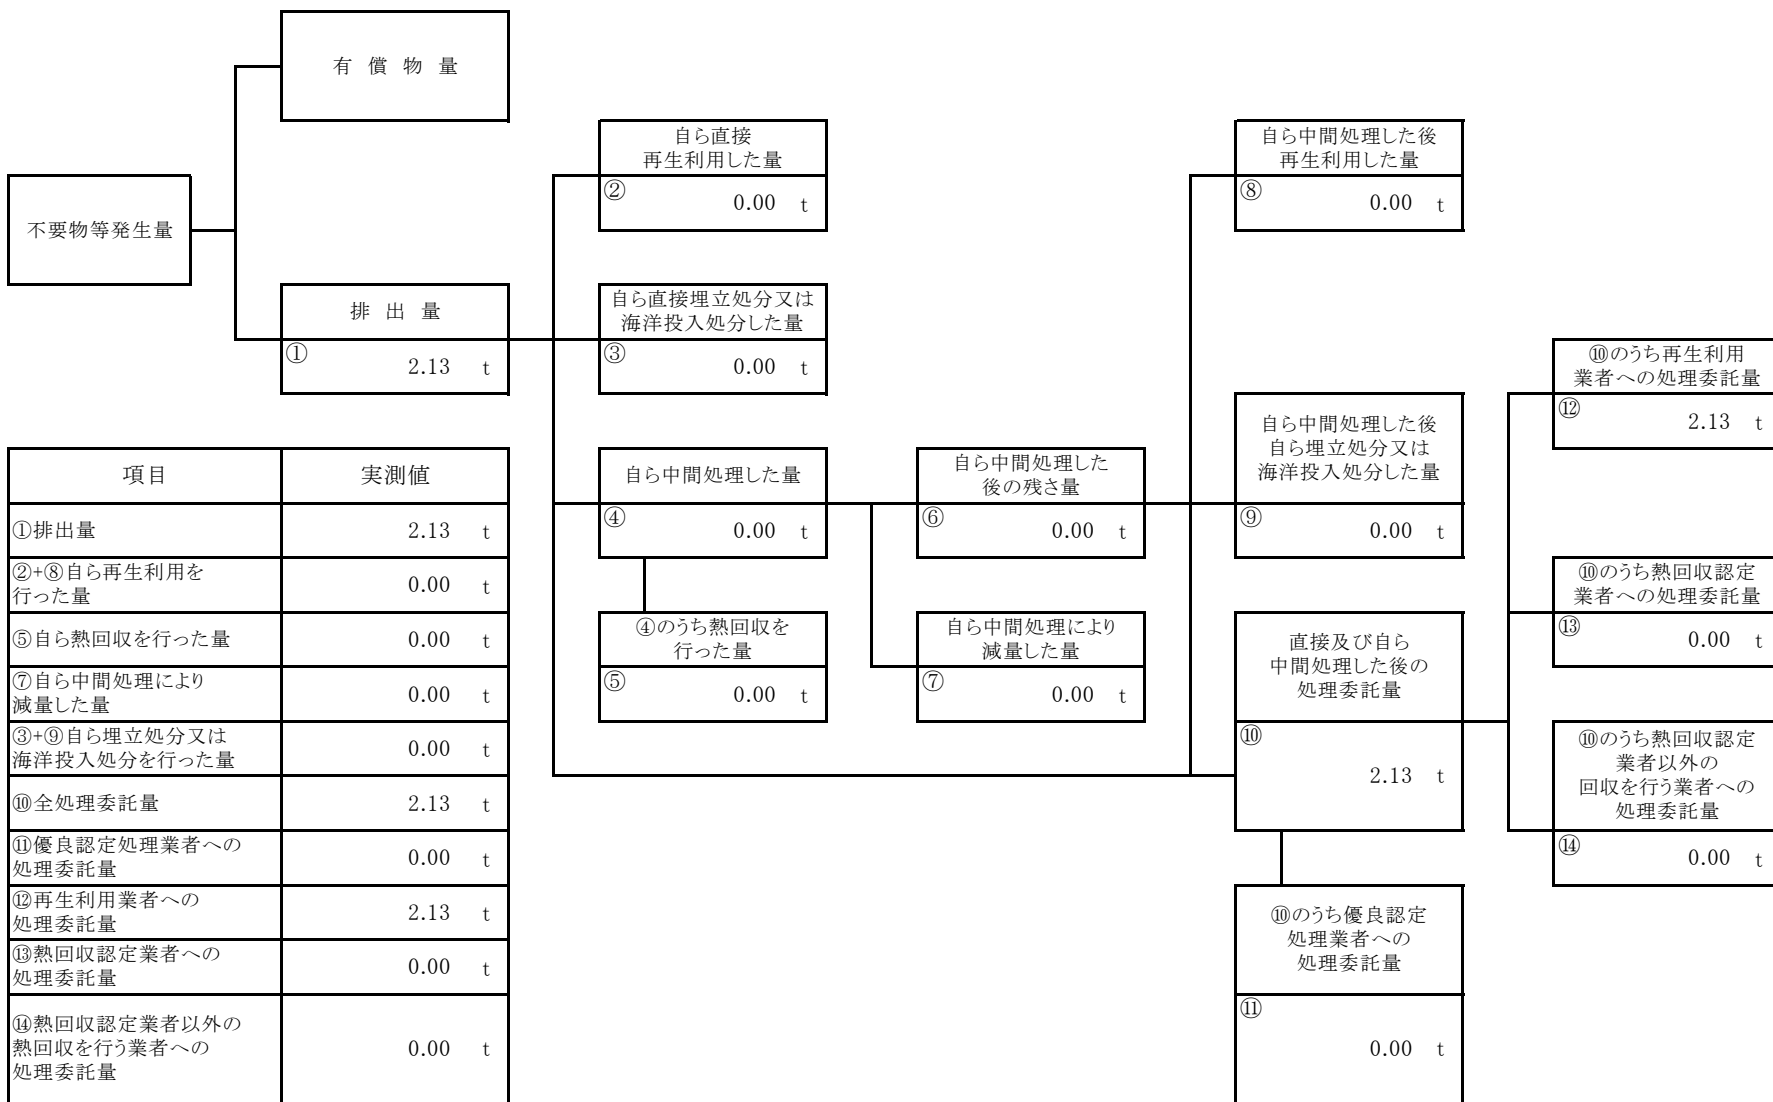 有償物量
不要物等発生量
排出量
①
2.13 t
自ら直接
再生利用した量
②
0.00 t
自ら直接埋立処分又は
海洋投入処分した量
③
0.00 t
自ら中間処理した量
④
0.00 t
④のうち熱回収を
行った量
⑤
0.00 t
自ら中間処理した
後の残さ量
⑥
0.00 t
自ら中間処理により
減量した量
⑦
0.00 t
自ら中間処理した後
再生利用した量
⑧
0.00 t
自ら中間処理した後
自ら埋立処分又は
海洋投入処分した量
⑨
0.00 t
直接及び自ら
中間処理した後の
処理委託量
⑩
2.13 t
⑩のうち優良認定
処理業者への
処理委託量
⑪
0.00 t
⑩のうち再生利用
業者への処理委託量
⑫
2.13 t
⑩のうち熱回収認定
業者への処理委託量
⑬
0.00 t
⑩のうち熱回収認定
業者以外の
回収を行う業者への
処理委託量
⑭
0.00 t
項目 実測値
①排出量 2.13 t
②+⑧自ら再生利用を
行った量
0.00 t
⑤自ら熱回収を行った量 0.00 t
⑦自ら中間処理により
減量した量
0.00 t
③+⑨自ら埋立処分又は
海洋投入処分を行った量
0.00 t
⑩全処理委託量 2.13 t
⑪優良認定処理業者への
処理委託量
0.00 t
⑫再生利用業者への
処理委託量
2.13 t
⑬熱回収認定業者への
処理委託量
0.00 t
⑭熱回収認定業者以外の
熱回収を行う業者への
処理委託量
0.00 t